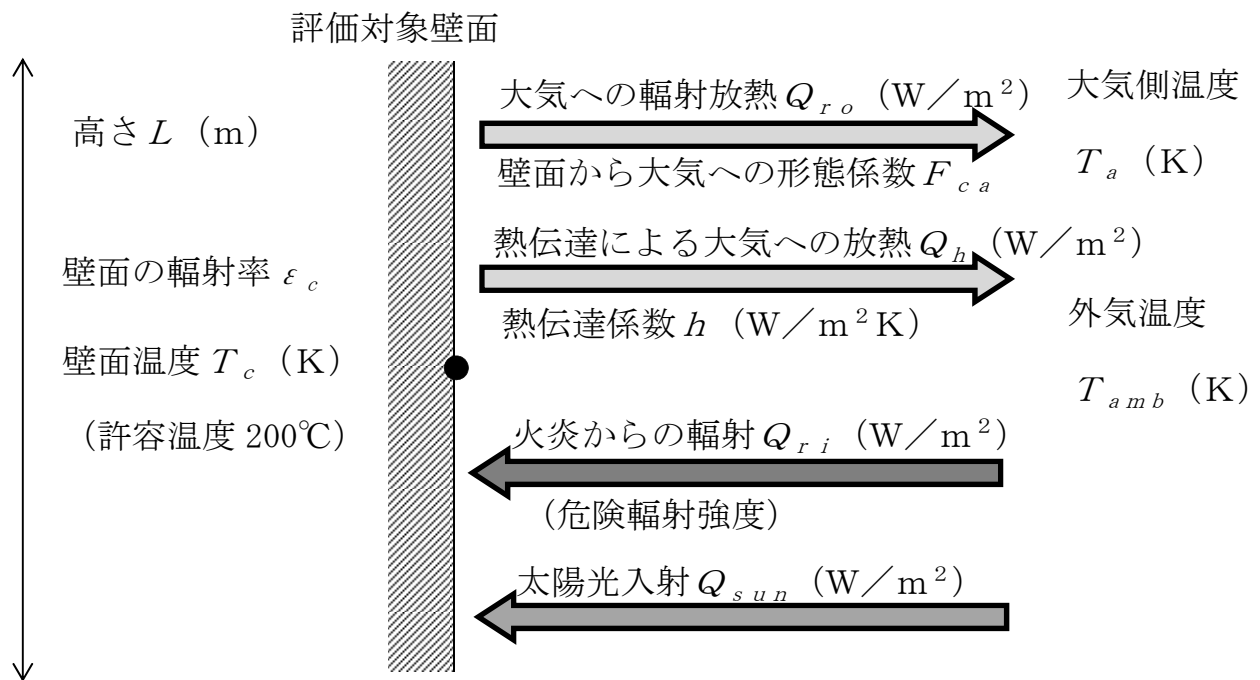 評価対象壁面
高さL(m)
壁面の輻射率ε_c
壁面温度T_c(K)
(許容温度 200℃)
大気への輻射放熱Q_ro(W/m²)
壁面から大気への形態係数F_ca
熱伝達による大気への放熱Q_h(W/m²)
熱伝達係数h(W/m²K)
火炎からの輻射Q_ri(W/m²)
(危険輻射強度)
太陽光入射Q_sun(W/m²)
大気側温度
T_a(K)
外気温度
T_amb(K)